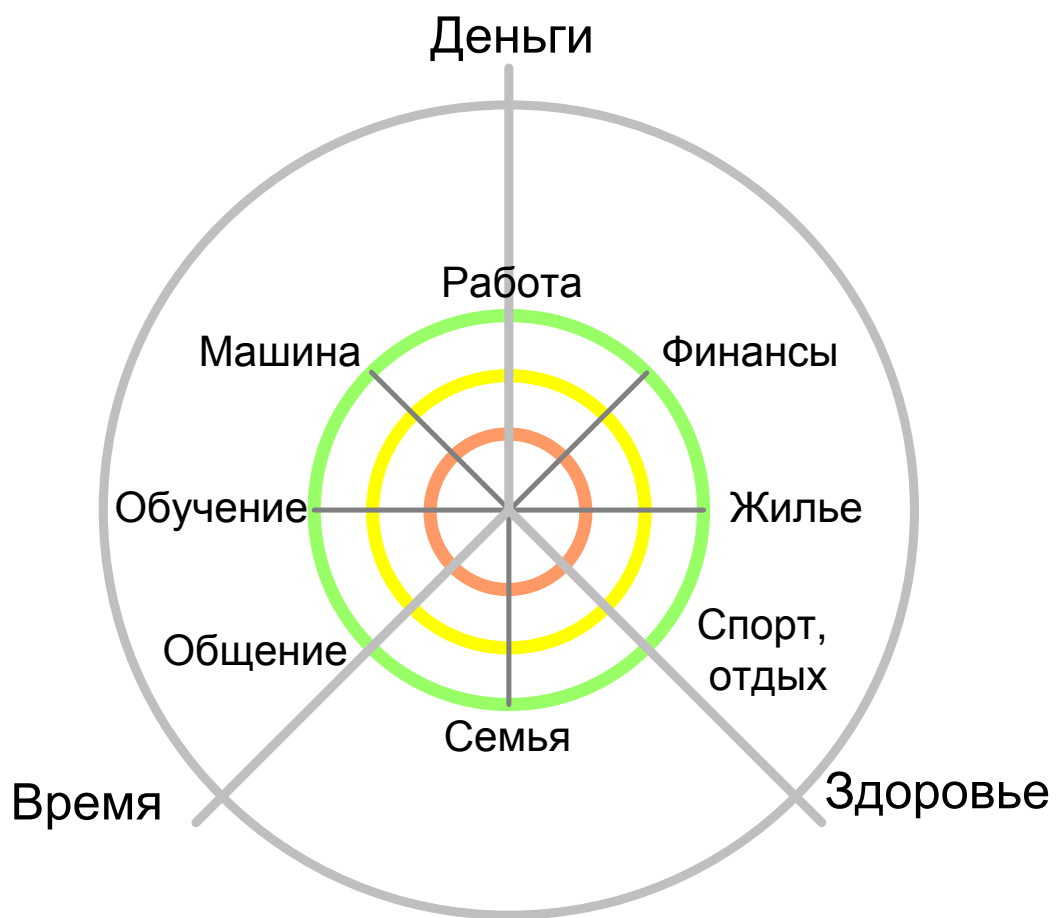 Деньги
Работа
Машина
Финансы
Обучение
Жилье
Общение
Спорт,
отдых
Семья
Время
Здоровье